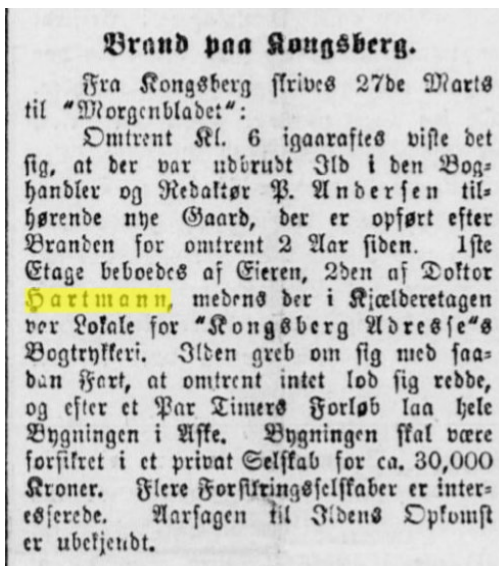 Brand paa Kongsberg.
Fra Kongsberg skrives 27de Marts
til "Morgenbladet":
Omtrent Kl. 6 igaaraftes viste det
sig, at der var udbrudt Ild i den Bog-
handler og Redaktør P. Andersen til-
hørende nye Gaard, der er opført efter
Branden for omtrent 2 Aar siden. 1ste
Etage beboedes af Eieren, 2den af Doktor
Hartmann, medens der i Kjælderetagen
var Lokale for "Kongsberg Adresse"s
Bogtrykkeri. Ilden greb om sig med saa-
dan Fart, at omtrent intet lod sig redde,
og efter et Par Timers Forløb laa hele
Bygningen i Aske. Bygningen skal være
forsikret i et privat Selskab for ca. 30,000
Kroner. Flere Forsikringsselskaber er inter-
esserede. Aarsagen til Ildens Opkomst
er ubekjendt.